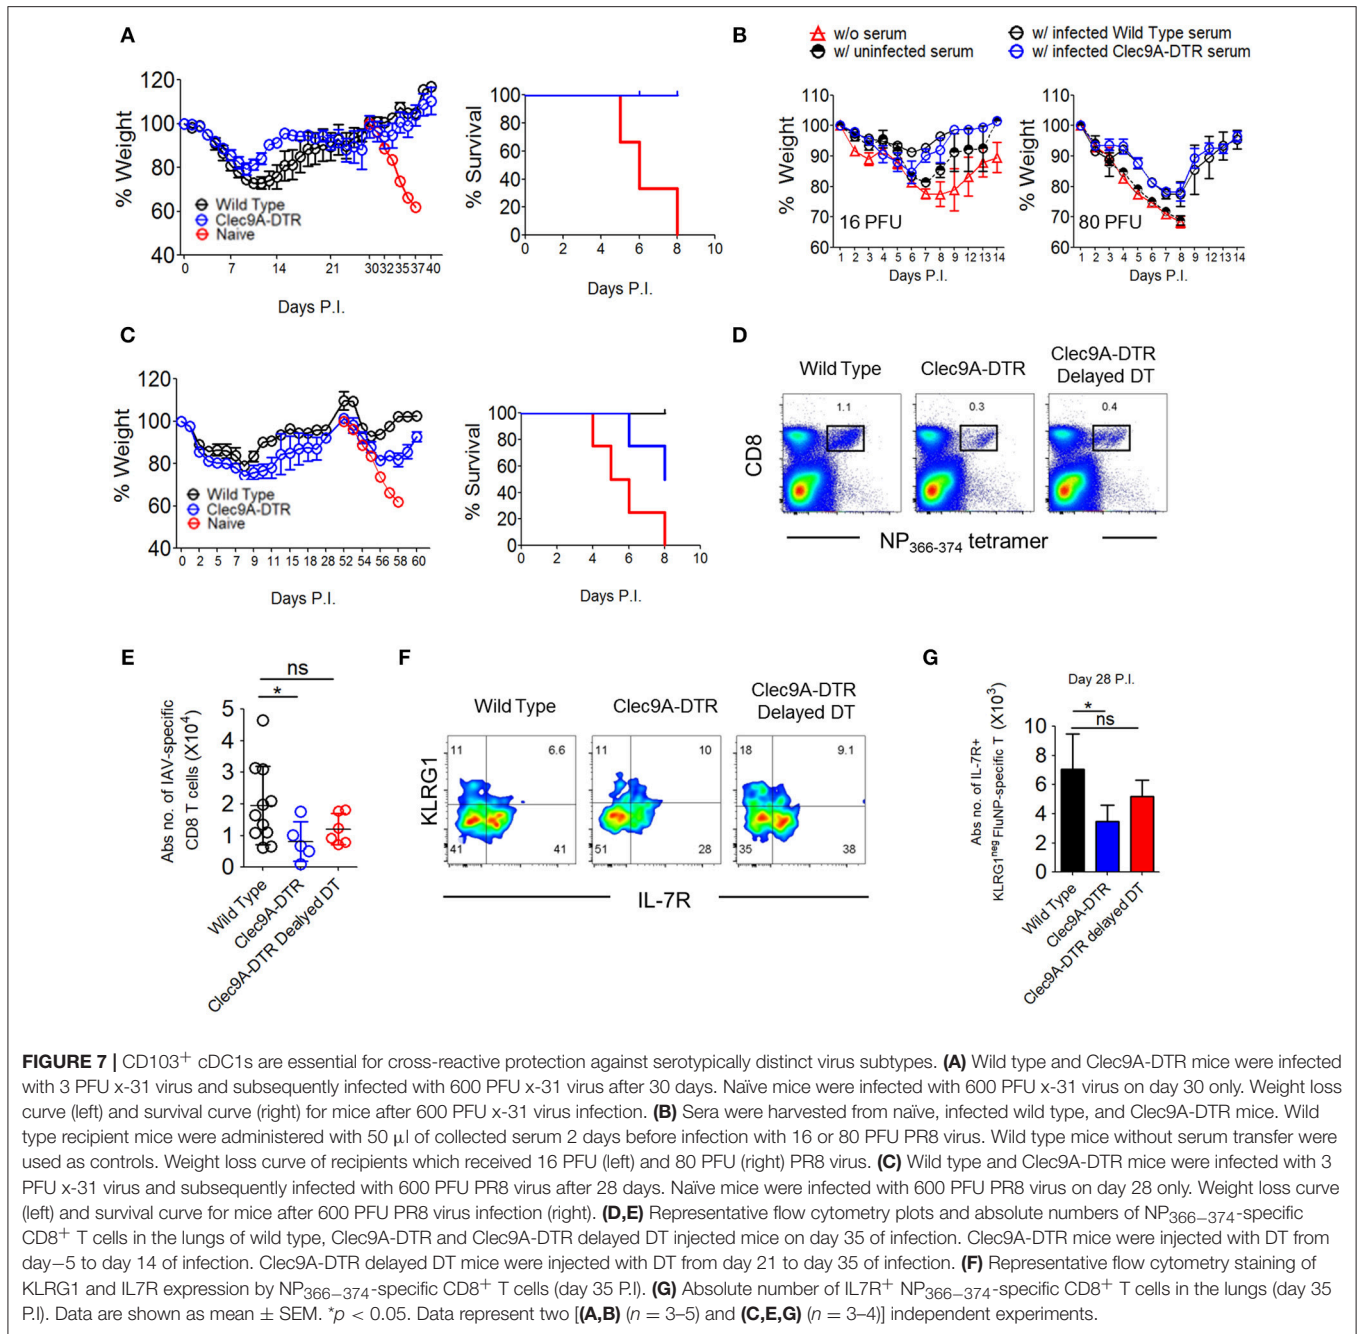 A
% Weight
120
100
80
60
40
Wild Type
Clec9A-DTR
Naive
0 7 14 21 30 32 35 37 40
Days P.I.
% Survival
100
80
60
40
20
0
0 2 4 6 8 10
Days P.I.
B
w/o serum
w/ uninfected serum
w/ infected Wild Type serum
w/ infected Clec9A-DTR serum
% Weight
110
100
90
80
70
60
16 PFU
1 2 3 4 5 6 7 8 9 12 13 14
Days P.I.
% Weight
110
100
90
80
70
60
80 PFU
1 2 3 4 5 6 7 8 9 12 13 14
Days P.I.
C
% Weight
120
100
80
60
40
Wild Type
Clec9A-DTR
Naive
0 2 5 7 9 11 15 18 28 52 54 56 58 60
Days P.I.
% Survival
100
80
60
40
20
0
0 2 4 6 8 10
Days P.I.
D
Wild Type
Clec9A-DTR
Clec9A-DTR
Delayed DT
CD8
1.1
0.3
0.4
NP366-374 tetramer
E
Abs no. of IAV-specific
CD8 T cells (X10⁴)
ns
*
5
4
3
2
1
0
Wild Type
Clec9A-DTR
Clec9A-DTR Dealyed DT
F
Wild Type
Clec9A-DTR
Clec9A-DTR
Delayed DT
KLRG1
11 6.6
41 41
11 10
51 28
18 9.1
35 38
IL-7R
G
Day 28 P.I.
Abs no. of IL-7R+
KLRG1neg FluNP-specific T (X10³)
*
ns
10
8
6
4
2
0
Wild Type
Clec9A-DTR
Clec9A-DTR delayed DT
FIGURE 7 | CD103+ cDC1s are essential for cross-reactive protection against serotypically distinct virus subtypes. (A) Wild type and Clec9A-DTR mice were infected
with 3 PFU x-31 virus and subsequently infected with 600 PFU x-31 virus after 30 days. Naïve mice were infected with 600 PFU x-31 virus on day 30 only. Weight loss
curve (left) and survival curve (right) for mice after 600 PFU x-31 virus infection. (B) Sera were harvested from naïve, infected wild type, and Clec9A-DTR mice. Wild
type recipient mice were administered with 50 μl of collected serum 2 days before infection with 16 or 80 PFU PR8 virus. Wild type mice without serum transfer were
used as controls. Weight loss curve of recipients which received 16 PFU (left) and 80 PFU (right) PR8 virus. (C) Wild type and Clec9A-DTR mice were infected with 3
PFU x-31 virus and subsequently infected with 600 PFU PR8 virus after 28 days. Naïve mice were infected with 600 PFU PR8 virus on day 28 only. Weight loss curve
(left) and survival curve for mice after 600 PFU PR8 virus infection (right). (D,E) Representative flow cytometry plots and absolute numbers of NP366−374-specific
CD8+ T cells in the lungs of wild type, Clec9A-DTR and Clec9A-DTR delayed DT injected mice on day 35 of infection. Clec9A-DTR mice were injected with DT from
day−5 to day 14 of infection. Clec9A-DTR delayed DT mice were injected with DT from day 21 to day 35 of infection. (F) Representative flow cytometry staining of
KLRG1 and IL7R expression by NP366−374-specific CD8+ T cells (day 35 P.I). (G) Absolute number of IL7R+ NP366−374-specific CD8+ T cells in the lungs (day 35
P.I). Data are shown as mean ± SEM. *p < 0.05. Data represent two [(A,B) (n = 3–5) and (C,E,G) (n = 3–4)] independent experiments.